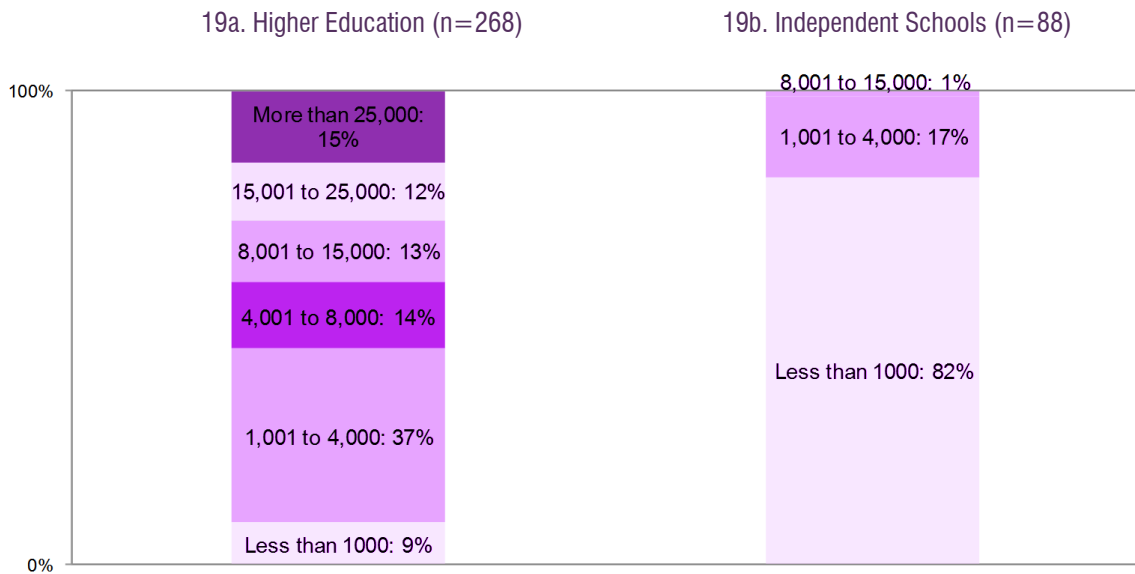 19a. Higher Education (n=268)
19b. Independent Schools (n=88)
100%
0%
More than 25,000:
15%
15,001 to 25,000: 12%
8,001 to 15,000: 13%
4,001 to 8,000: 14%
1,001 to 4,000: 37%
Less than 1000: 9%
8,001 to 15,000: 1%
1,001 to 4,000: 17%
Less than 1000: 82%